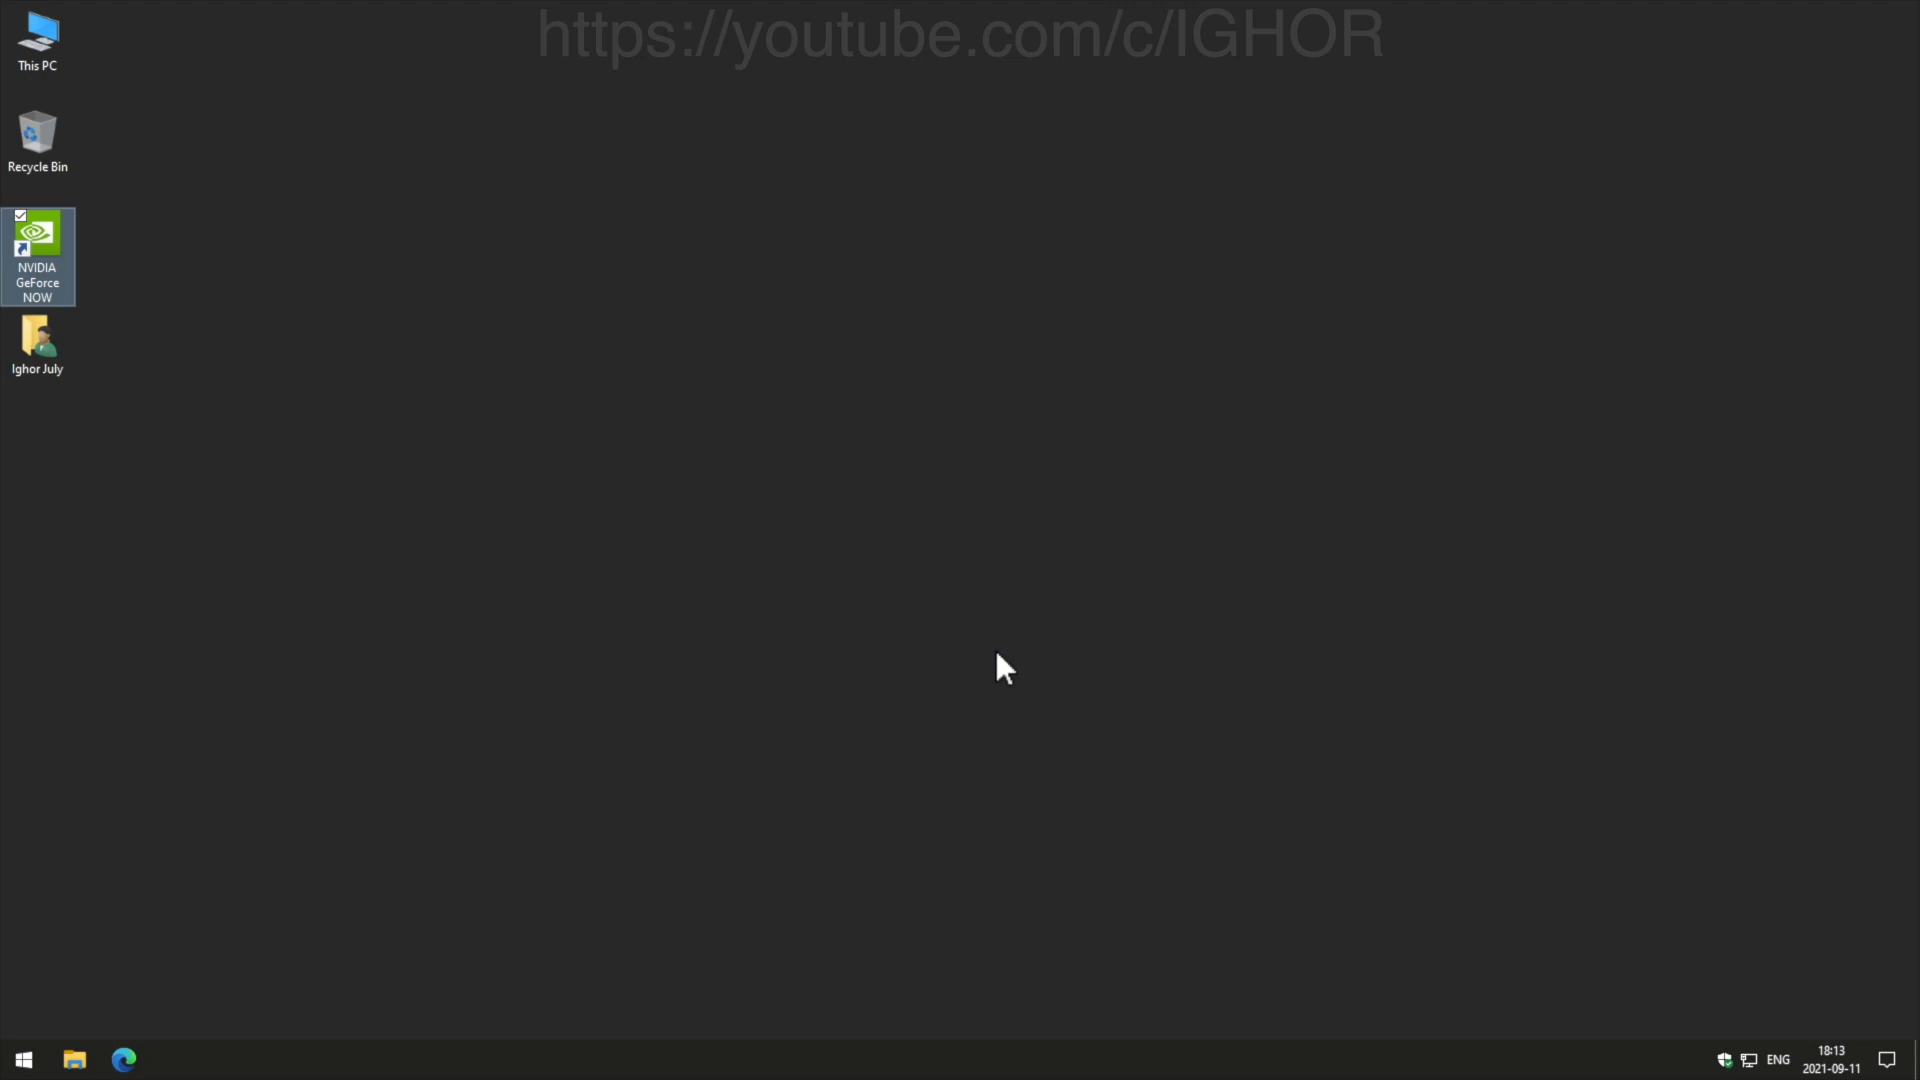 https://youtube.com/c/IGHOR
This PC
Recycle Bin
NVIDIA
GeForce
NOW
Ighor July
ENG
18:13
2021-09-11